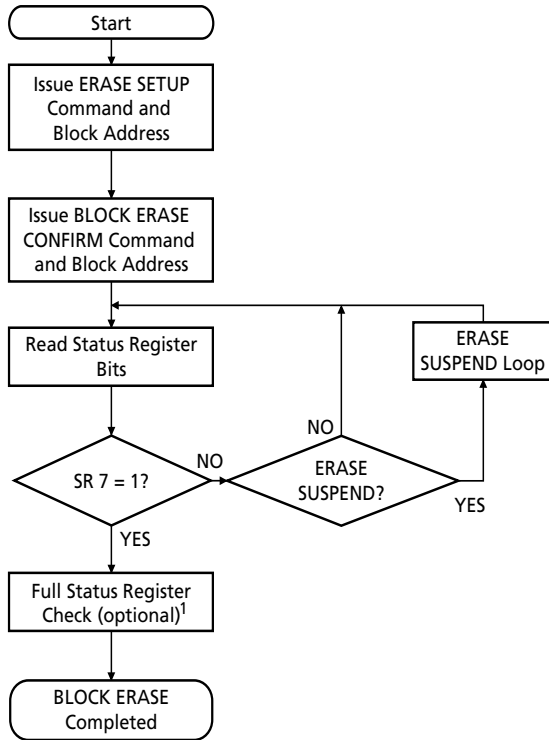 Start
Issue ERASE SETUP
Command and
Block Address
Issue BLOCK ERASE
CONFIRM Command
and Block Address
Read Status Register
Bits
ERASE
SUSPEND Loop
SR 7 = 1?
NO
ERASE
SUSPEND?
NO
YES
YES
Full Status Register
Check (optional)1
BLOCK ERASE
Completed